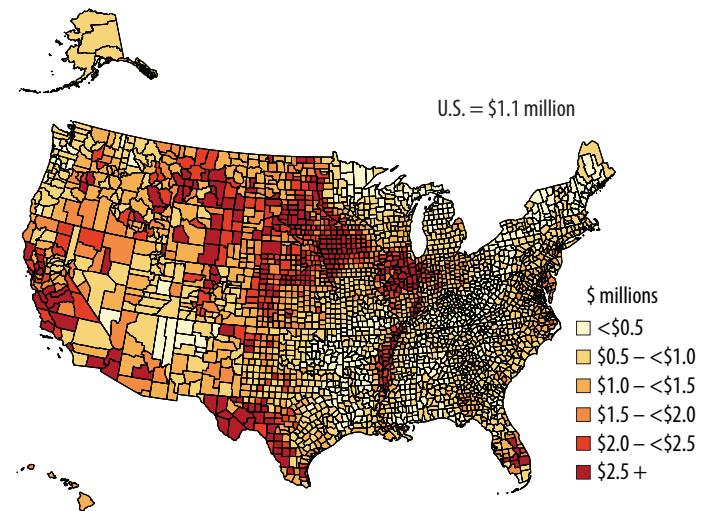 U.S. = $1.1 million
$ millions
<$0.5
$0.5 – <$1.0
$1.0 – <$1.5
$1.5 – <$2.0
$2.0 – <$2.5
$2.5 +